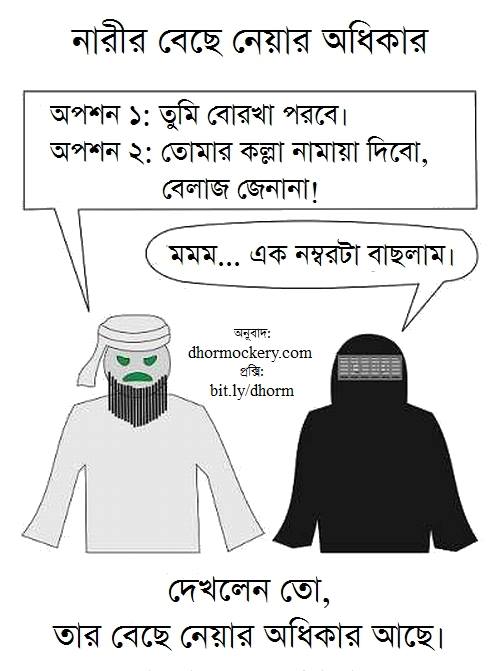 নারীর বেছে নেয়ার অধিকার
অপশন ১: তুমি বোরখা পরবে।
অপশন ২: তোমার কল্লা নামায়া দিবো,
বেলাজ জেনানা!
মমম... এক নম্বরটা বাছলাম।
অনুবাদ:
dhormockery.com
প্রক্সি:
bit.ly/dhorm
দেখলেন তো,
তার বেছে নেয়ার অধিকার আছে।